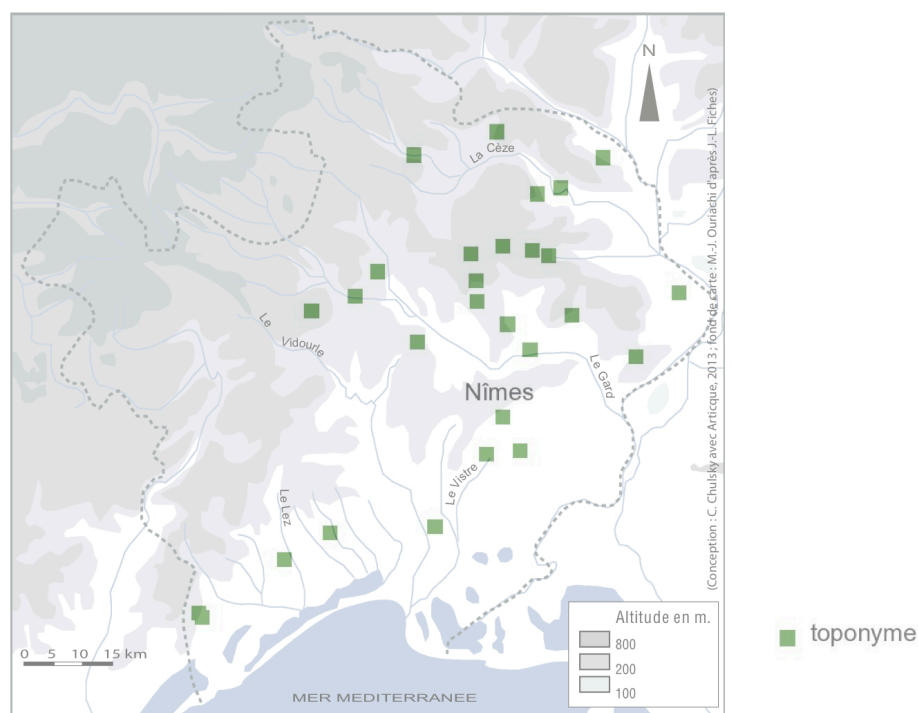 N
La Cèze
Le Vidourle
Le Gard
Nîmes
Le Vistre
Le Lez
(Conception : C. Chulsky avec Articque, 2013 ; fond de carte : M.-J. Ouriachi d'après J.-L. Fiches)
Altitude en m.
800
200
100
toponyme
0 5 10 15 km
MER MEDITERRANEE